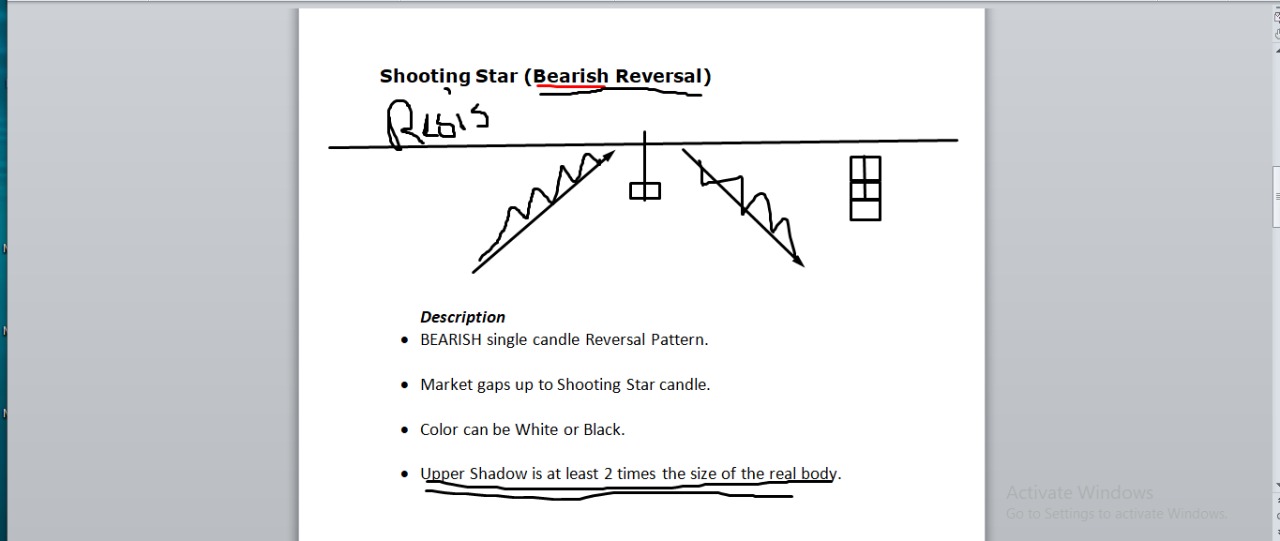 Shooting Star (Bearish Reversal)
Description
• BEARISH single candle Reversal Pattern.
• Market gaps up to Shooting Star candle.
• Color can be White or Black.
• Upper Shadow is at least 2 times the size of the real body.
Activate Windows
Go to Settings to activate Windows.